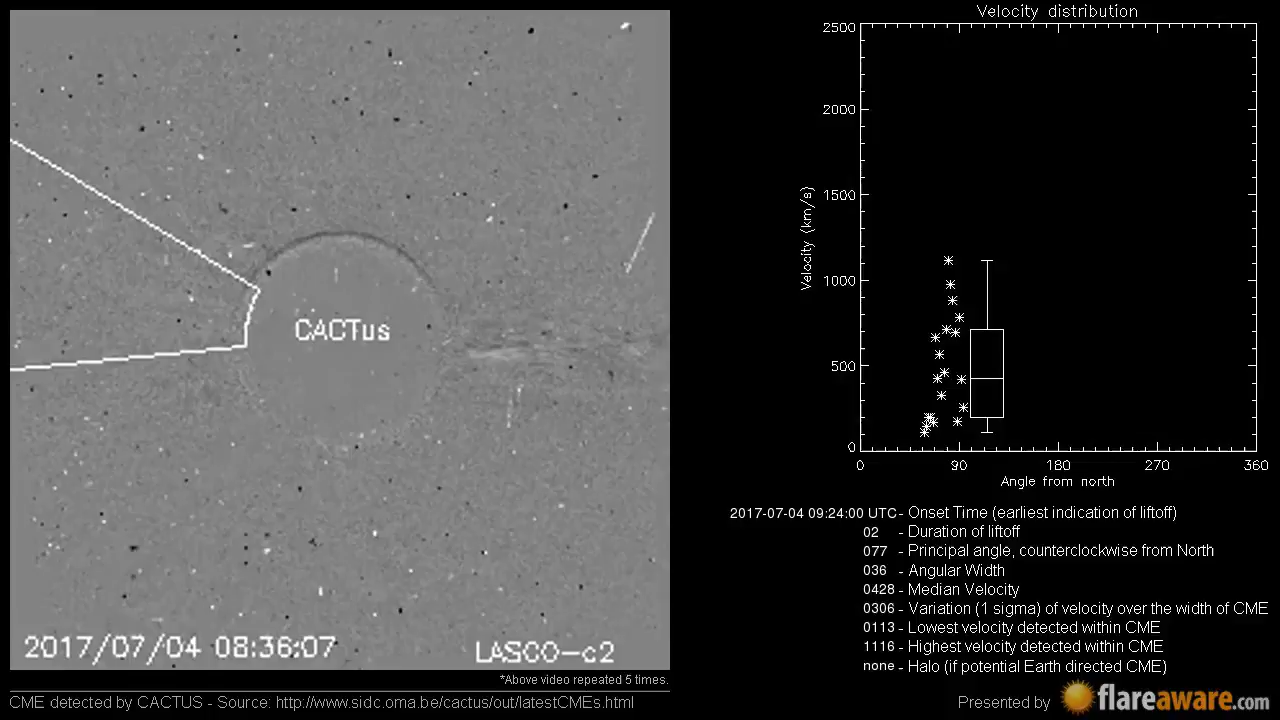 CACTus
2017/07/04 08:36:07
LASCO-c2
*Above video repeated 5 times.
CME detected by CACTUS - Source: http://www.sidc.oma.be/cactus/out/latestCMEs.html
Velocity distribution
2500
2000
1500
1000
500
0
Velocity (km/s)
0 90 180 270 360
Angle from north
2017-07-04 09:24:00 UTC - Onset Time (earliest indication of liftoff)
02 - Duration of liftoff
077 - Principal angle, counterclockwise from North
036 - Angular Width
0428 - Median Velocity
0306 - Variation (1 sigma) of velocity over the width of CME
0113 - Lowest velocity detected within CME
1116 - Highest velocity detected within CME
none - Halo (if potential Earth directed CME)
Presented by flareaware.com